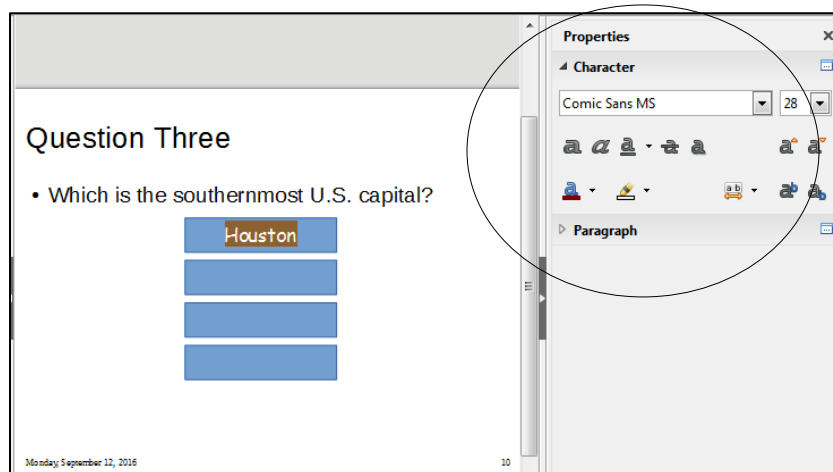 Question Three
• Which is the southernmost U.S. capital?
Houston
Monday, September 12, 2016
10
Properties
Character
Comic Sans MS
28
a a a a a a a
a a b a b a b
Paragraph